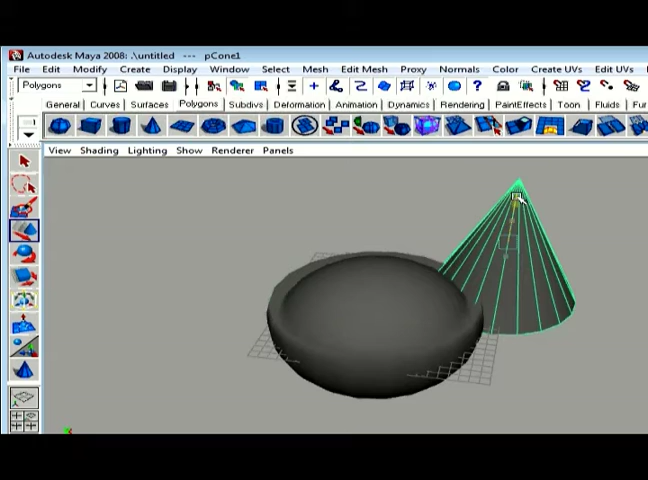 Autodesk Maya 2008: .\untitled --- pCone1
File Edit Modify Create Display Window Select Mesh Edit Mesh Proxy Normals Color Create UVs Edit UVs
Polygons
General Curves Surfaces Polygons Subdivs Deformation Animation Dynamics Rendering PaintEffects Toon Fluids Fur
View Shading Lighting Show Renderer Panels